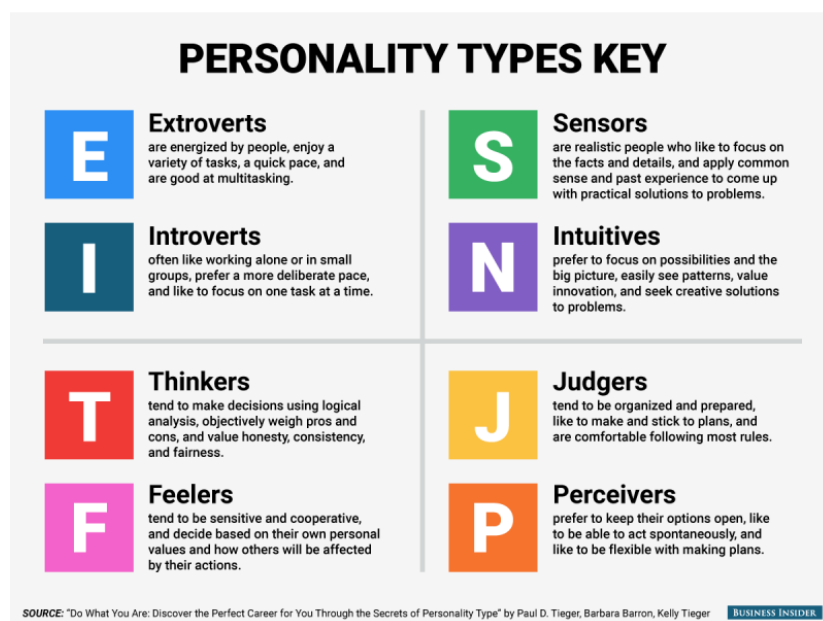 PERSONALITY TYPES KEY
E
Extroverts
are energized by people, enjoy a
variety of tasks, a quick pace, and
are good at multitasking.
I
Introverts
often like working alone or in small
groups, prefer a more deliberate pace,
and like to focus on one task at a time.
S
Sensors
are realistic people who like to focus on
the facts and details, and apply common
sense and past experience to come up
with practical solutions to problems.
N
Intuitives
prefer to focus on possibilities and the
big picture, easily see patterns, value
innovation, and seek creative solutions
to problems.
T
Thinkers
tend to make decisions using logical
analysis, objectively weigh pros and
cons, and value honesty, consistency,
and fairness.
F
Feelers
tend to be sensitive and cooperative,
and decide based on their own personal
values and how others will be affected
by their actions.
J
Judgers
tend to be organized and prepared,
like to make and stick to plans, and
are comfortable following most rules.
P
Perceivers
prefer to keep their options open, like
to be able to act spontaneously, and
like to be flexible with making plans.
SOURCE: "Do What You Are: Discover the Perfect Career for You Through the Secrets of Personality Type" by Paul D. Tieger, Barbara Barron, Kelly Tieger
BUSINESS INSIDER